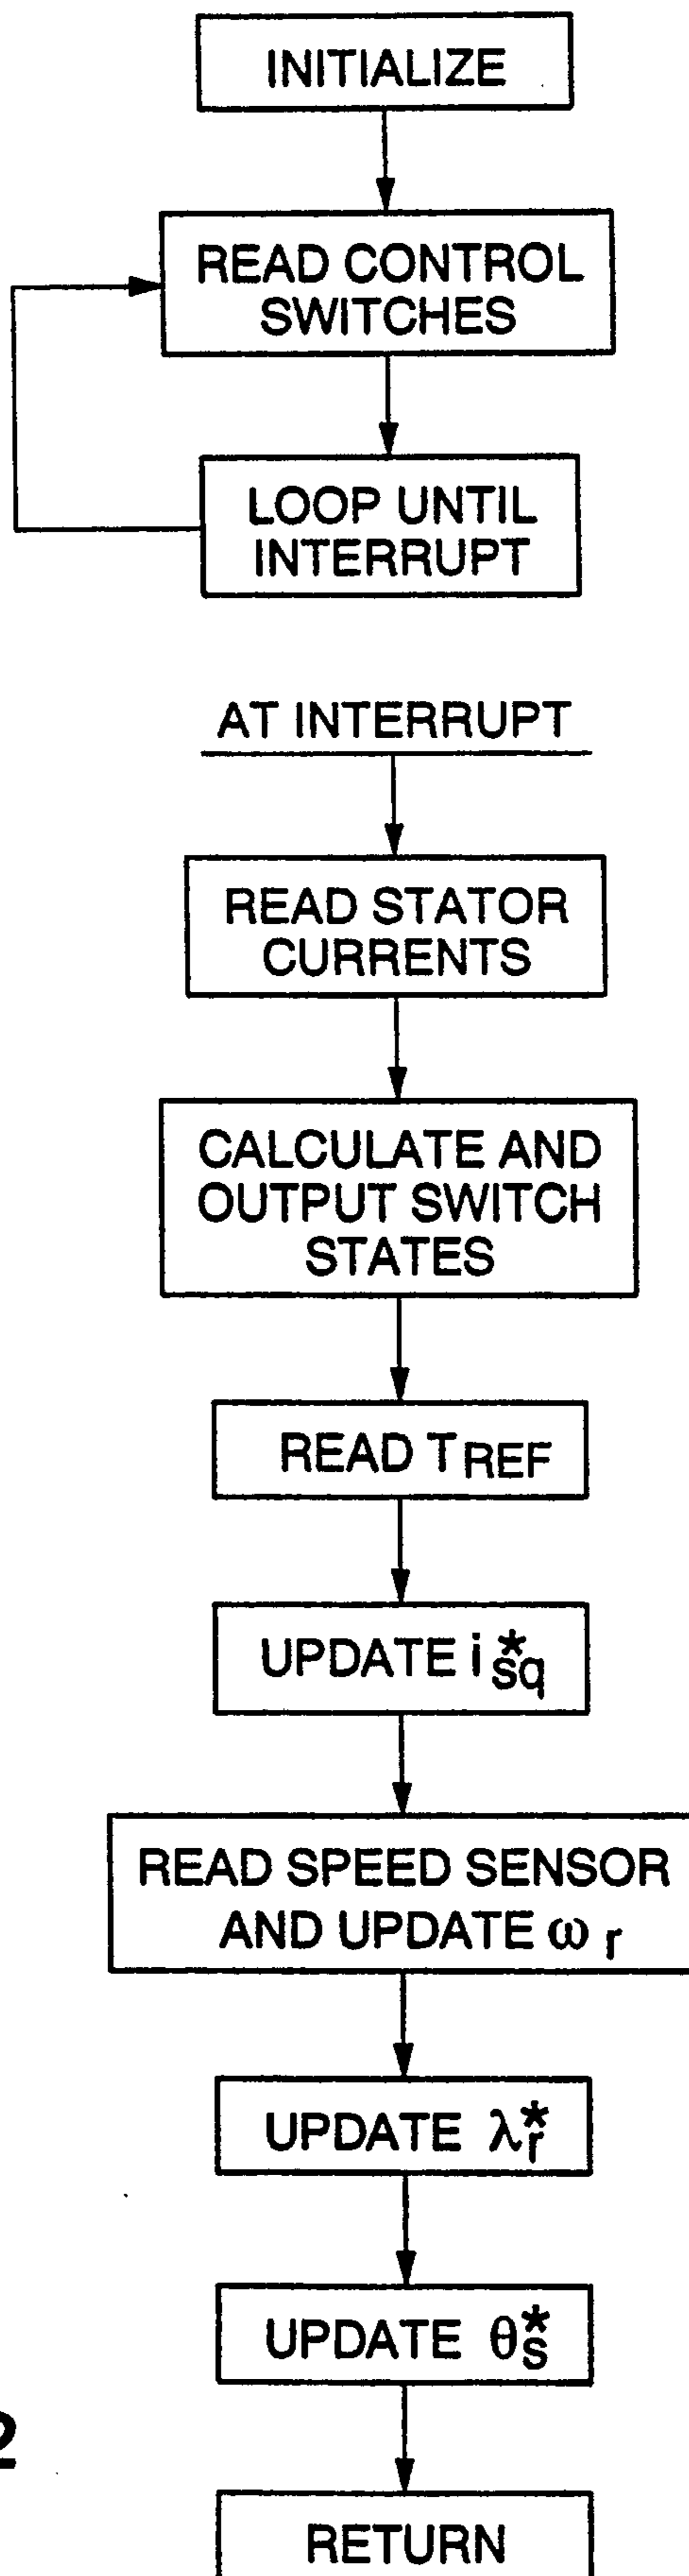 INITIALIZE
READ CONTROL
SWITCHES
LOOP UNTIL
INTERRUPT
AT INTERRUPT
READ STATOR
CURRENTS
CALCULATE AND
OUTPUT SWITCH
STATES
READ T REF
UPDATE i*sq
READ SPEED SENSOR
AND UPDATE ω r
UPDATE λ*r
UPDATE θ*s
2
RETURN